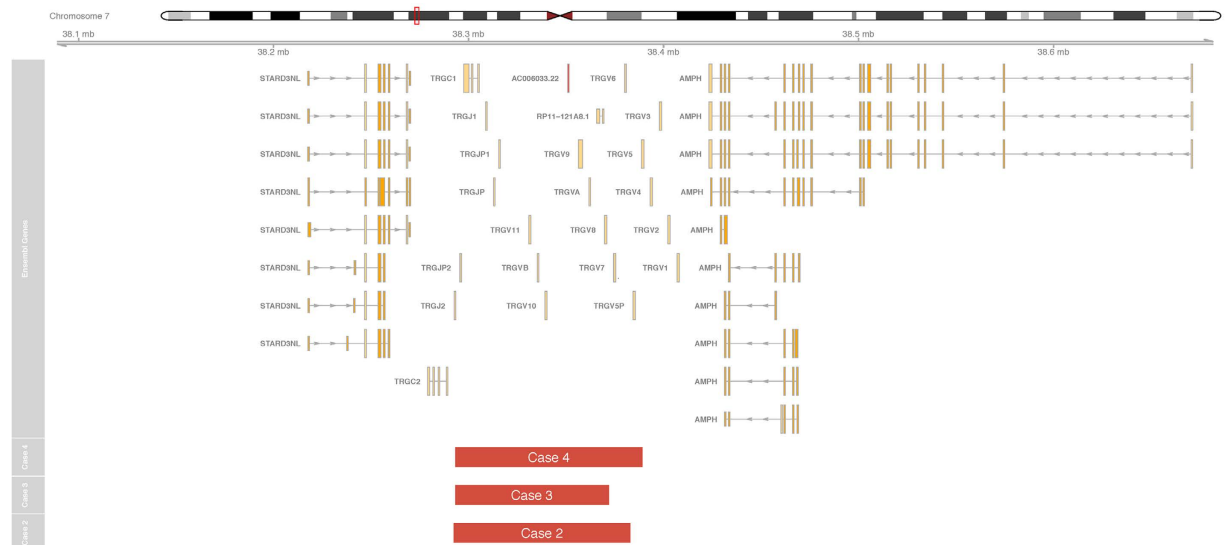 Chromosome 7
38.1 mb 38.3 mb 38.5 mb
38.2 mb 38.4 mb 38.6 mb
Ensembl Genes
STARD3NL TRGC1 AC006033.22 TRGV6 AMPH
STARD3NL TRGJ1 RP11−121A8.1 TRGV3 AMPH
STARD3NL TRGJP1 TRGV9 TRGV5 AMPH
STARD3NL TRGJP TRGVA TRGV4 AMPH
STARD3NL TRGV11 TRGV8 TRGV2 AMPH
STARD3NL TRGJP2 TRGVB TRGV7 TRGV1 AMPH
STARD3NL TRGJ2 TRGV10 TRGV5P AMPH
STARD3NL AMPH
TRGC2 AMPH
AMPH
Case 4 Case 4
Case 3 Case 3
Case 2 Case 2